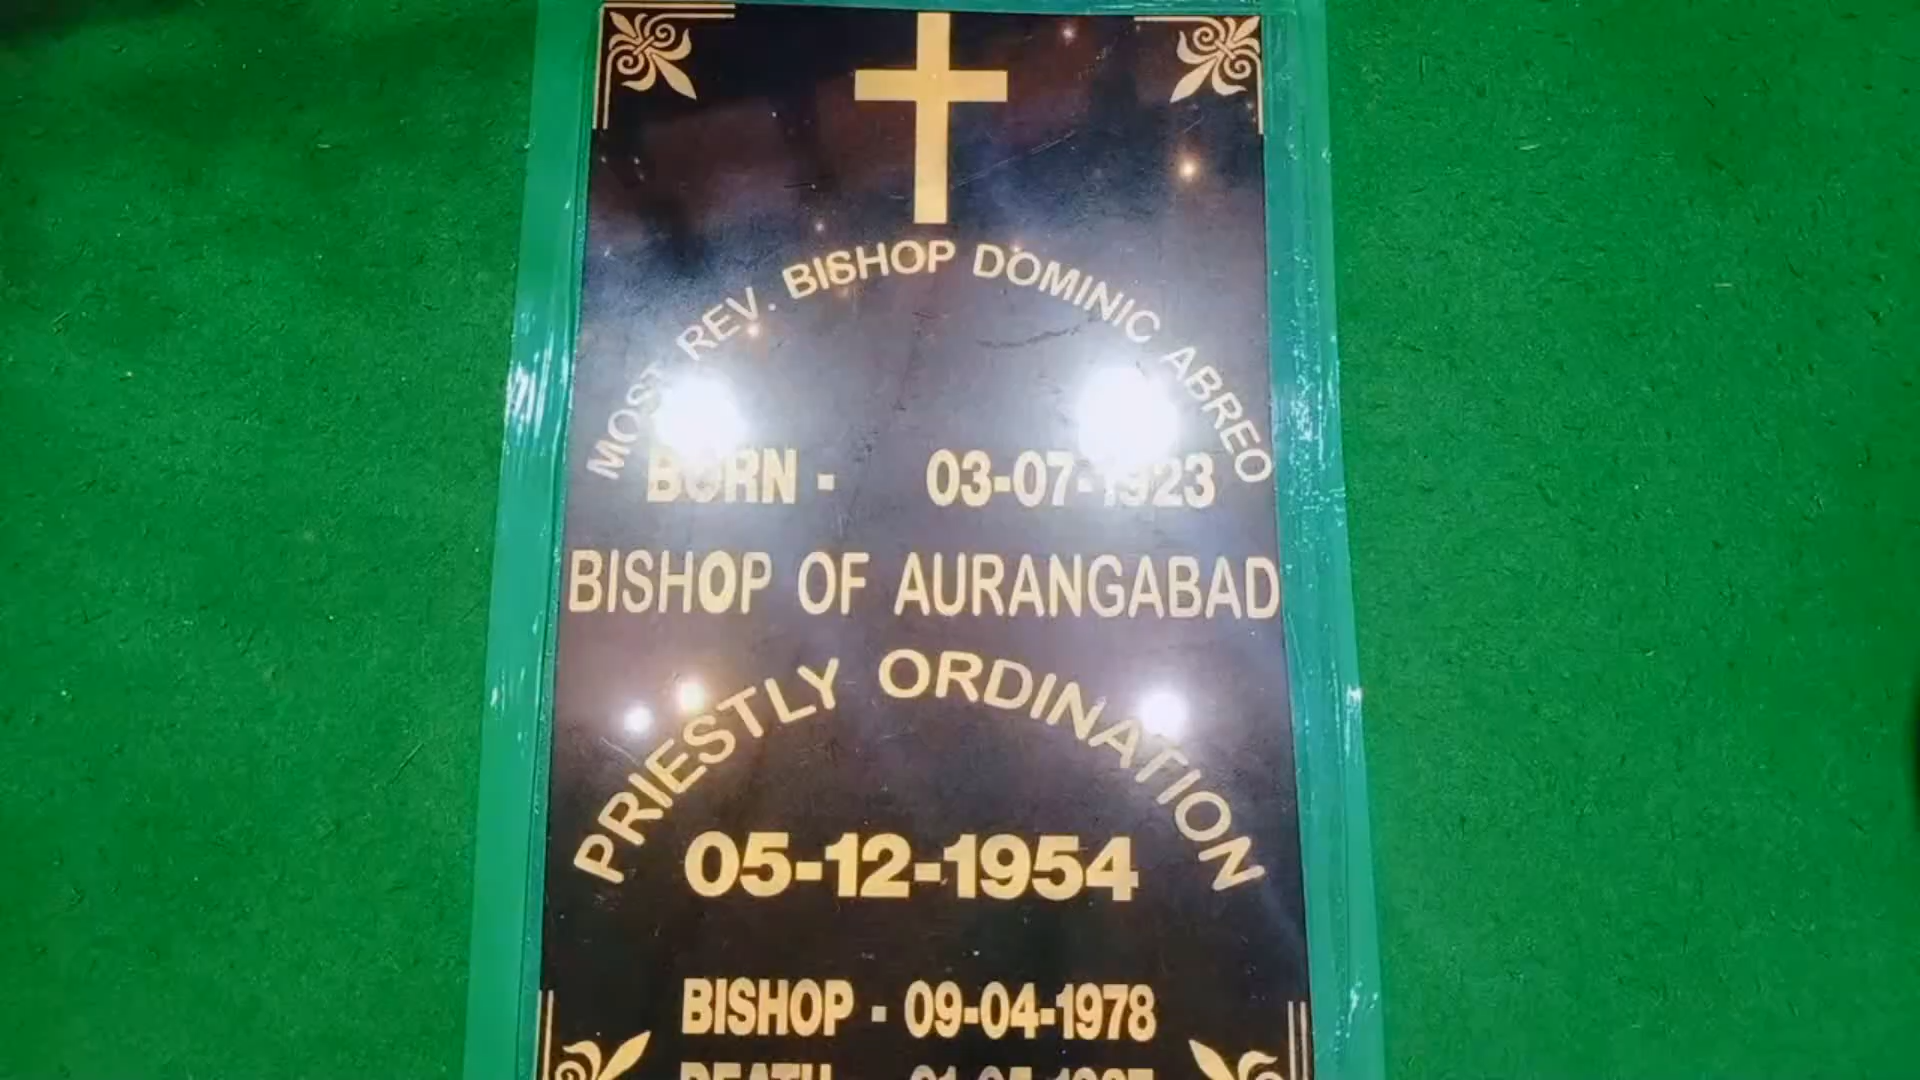 MOST REV. BISHOP DOMINIC ABREO
BORN - 03-07-1923
BISHOP OF AURANGABAD
PRIESTLY ORDINATION
05-12-1954
BISHOP - 09-04-1978
DEATH